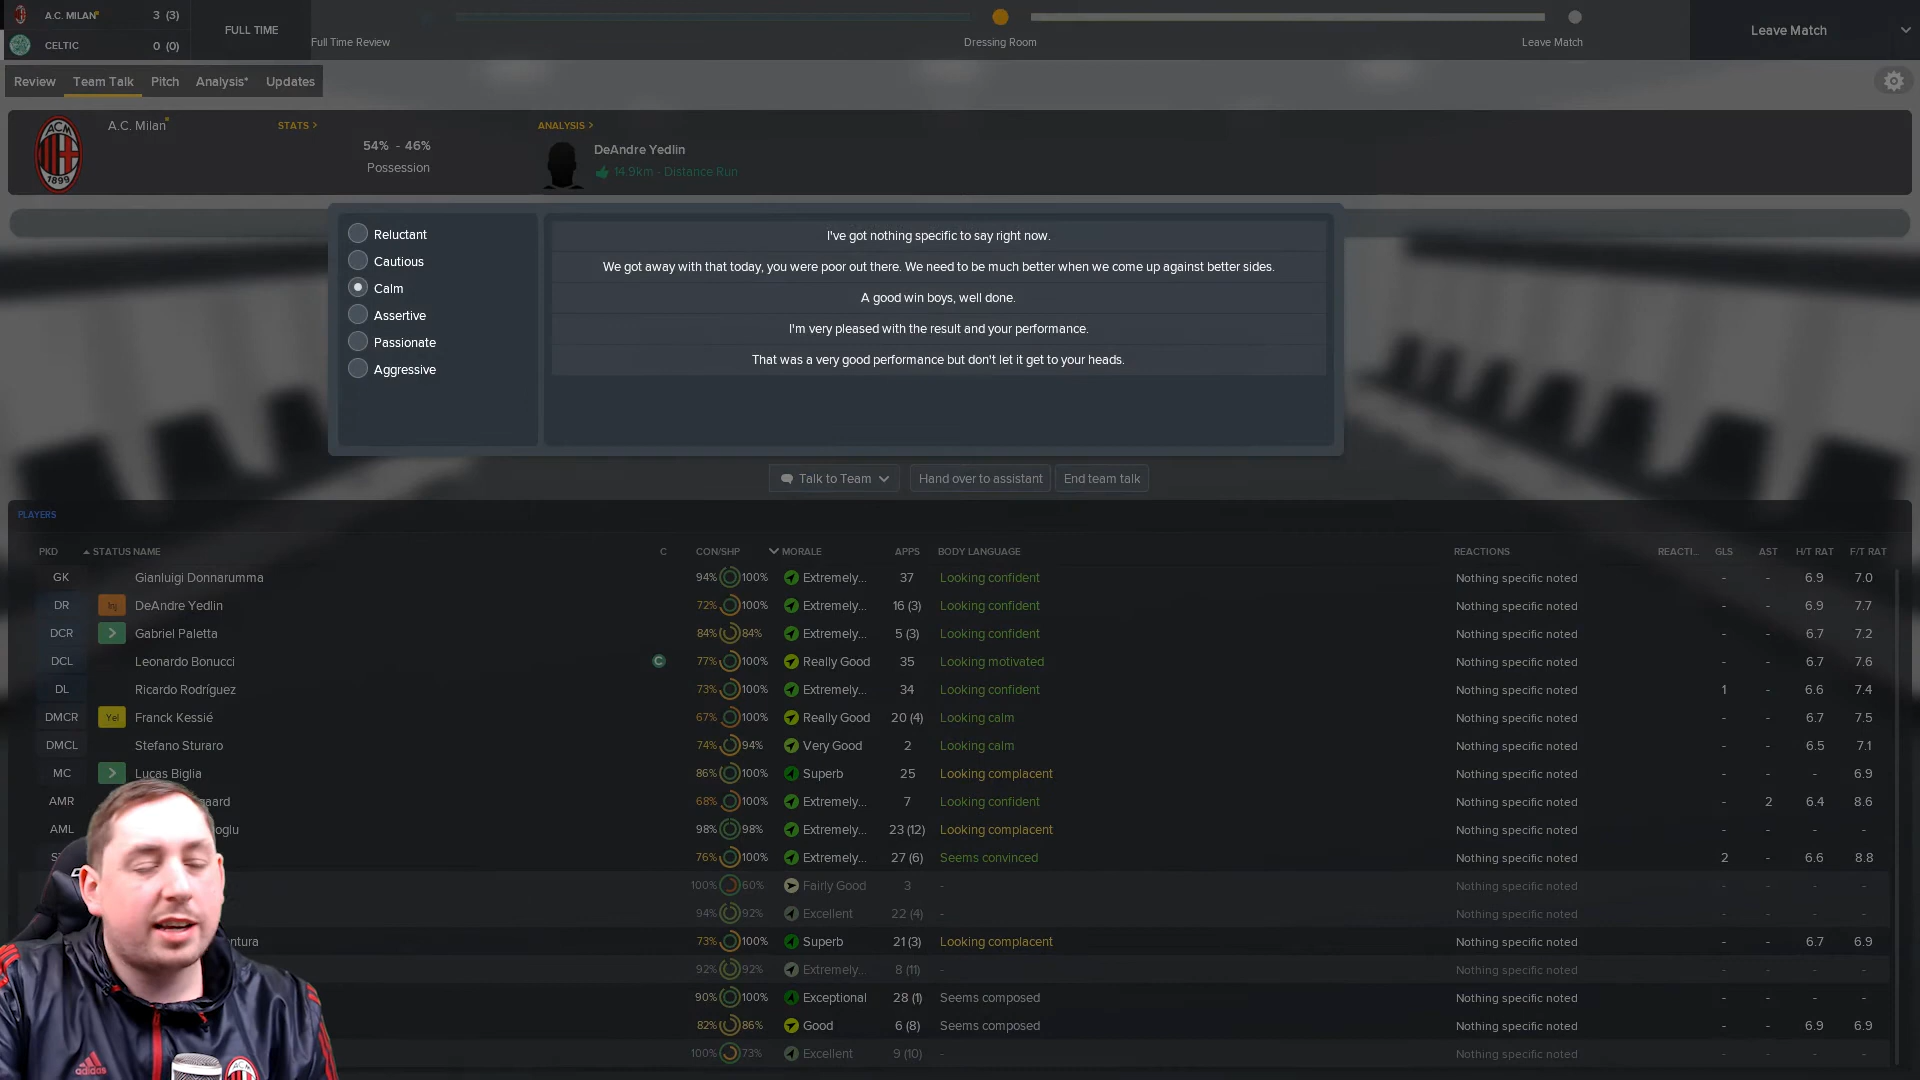 A.C. MILAN* 3 (3)
CELTIC 0 (0)
FULL TIME
Full Time Review
Dressing Room
Leave Match
Leave Match
Review Team Talk Pitch Analysis* Updates
ACM
1899
A.C. Milan*
STATS >
54% - 46%
Possession
ANALYSIS >
DeAndre Yedlin
14.9km - Distance Run
Reluctant
Cautious
Calm
Assertive
Passionate
Aggressive
I've got nothing specific to say right now.
We got away with that today, you were poor out there. We need to be much better when we come up against better sides.
A good win boys, well done.
I'm very pleased with the result and your performance.
That was a very good performance but don't let it get to your heads.
Talk to Team Hand over to assistant End team talk
PLAYERS
PKD STATUS NAME C CON/SHP MORALE APPS BODY LANGUAGE REACTIONS REACTI... GLS AST H/T RAT F/T RAT
GK Gianluigi Donnarumma 94% 100% Extremely... 37 Looking confident Nothing specific noted - - 6.9 7.0
DR Inj DeAndre Yedlin 72% 100% Extremely... 16 (3) Looking confident Nothing specific noted - - 6.9 7.7
DCR Gabriel Paletta 84% 84% Extremely... 5 (3) Looking confident Nothing specific noted - - 6.7 7.2
DCL Leonardo Bonucci C 77% 100% Really Good 35 Looking motivated Nothing specific noted - - 6.7 7.6
DL Ricardo Rodríguez 73% 100% Extremely... 34 Looking confident Nothing specific noted 1 - 6.6 7.4
DMCR Yel Franck Kessié 67% 100% Really Good 20 (4) Looking calm Nothing specific noted - - 6.7 7.5
DMCL Stefano Sturaro 74% 94% Very Good 2 Looking calm Nothing specific noted - - 6.5 7.1
MC Lucas Biglia 86% 100% Superb 25 Looking complacent Nothing specific noted - - - 6.9
AMR gaard 68% 100% Extremely... 7 Looking confident Nothing specific noted - 2 6.4 8.6
AML oglu 98% 98% Extremely... 23 (12) Looking complacent Nothing specific noted - - - -
76% 100% Extremely... 27 (6) Seems convinced Nothing specific noted 2 - 6.6 8.8
100% 60% Fairly Good 3 - Nothing specific noted - - - -
94% 92% Excellent 22 (4) - Nothing specific noted - - - -
ntura 73% 100% Superb 21 (3) Looking complacent Nothing specific noted - - 6.7 6.9
92% 92% Extremely... 8 (11) - Nothing specific noted - - - -
90% 100% Exceptional 28 (1) Seems composed Nothing specific noted - - - -
82% 86% Good 6 (8) Seems composed Nothing specific noted - - 6.9 6.9
100% 73% Excellent 9 (10) - Nothing specific noted - - - -
adidas
ACM